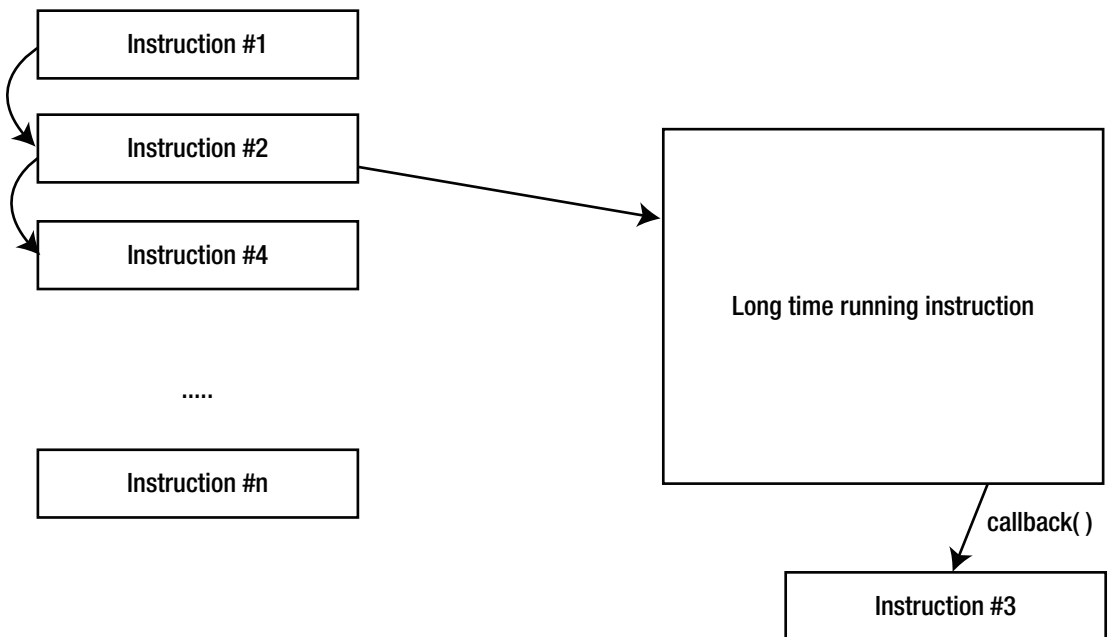 Instruction #1
Instruction #2
Instruction #4
.....
Instruction #n
Long time running instruction
callback( )
Instruction #3